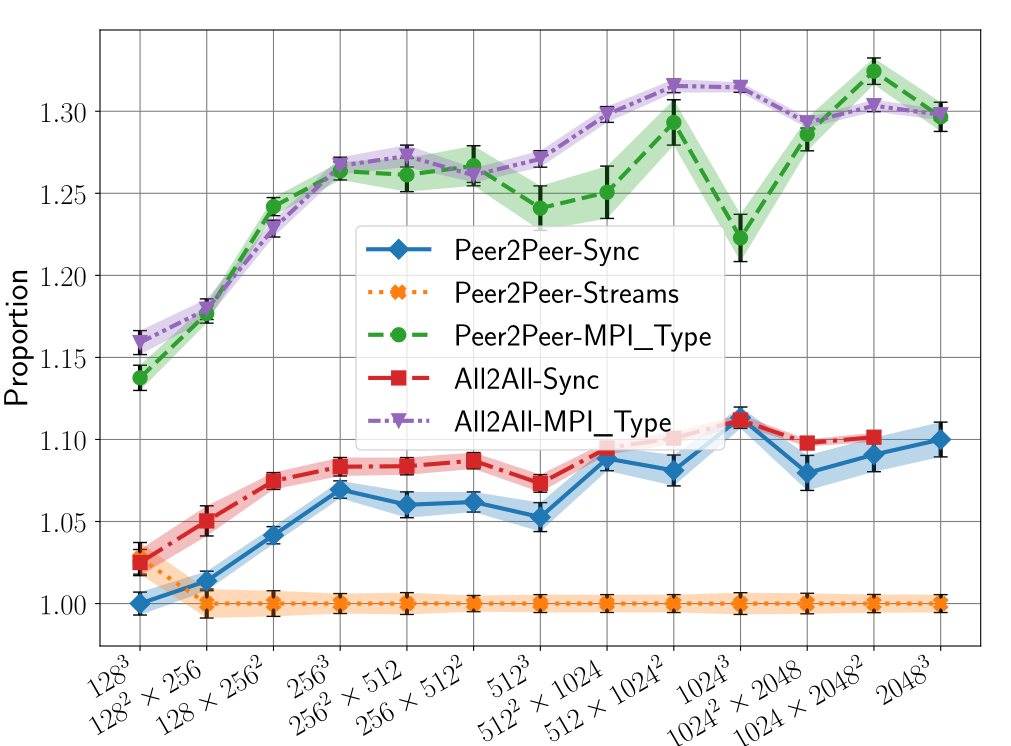 Proportion
1.30
1.25
1.20
1.15
1.10
1.05
1.00
Peer2Peer-Sync
Peer2Peer-Streams
Peer2Peer-MPI_Type
All2All-Sync
All2All-MPI_Type
128³
128² × 256
128 × 256²
256³
256² × 512
256 × 512²
512³
512² × 1024
512 × 1024²
1024³
1024² × 2048
1024 × 2048²
2048³